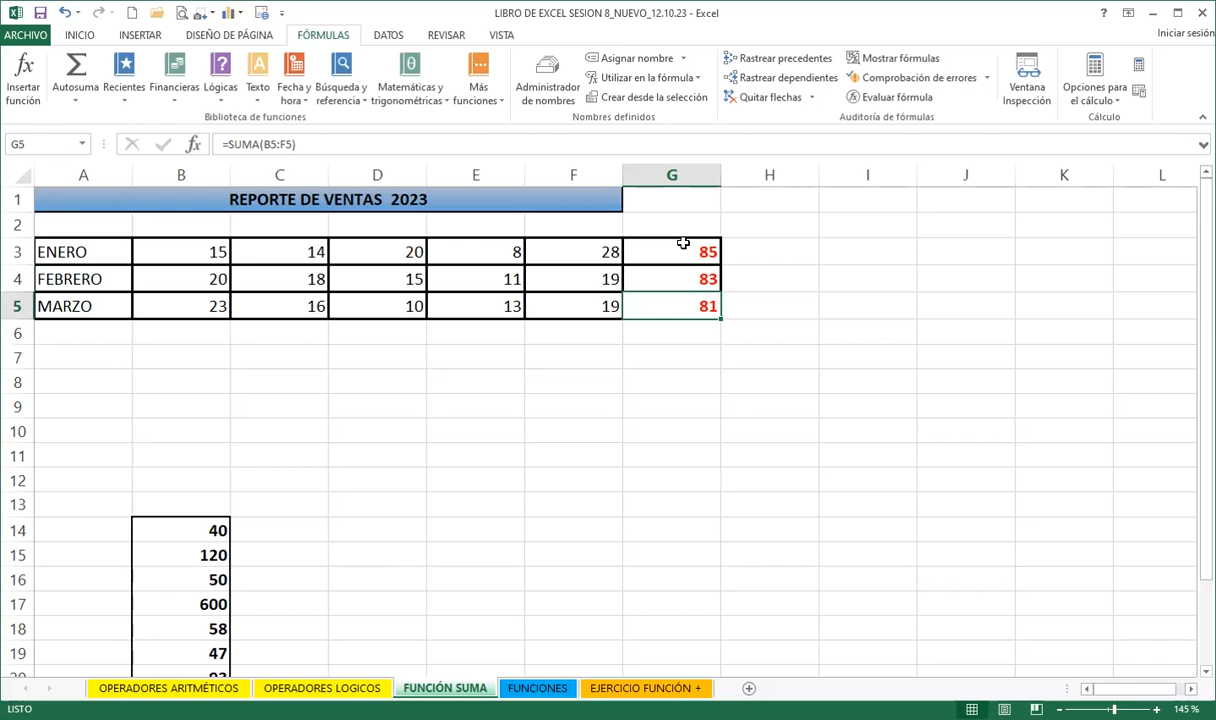 LIBRO DE EXCEL SESION 8_NUEVO_12.10.23 - Excel
ARCHIVO INICIO INSERTAR DISEÑO DE PÁGINA FÓRMULAS DATOS REVISAR VISTA Iniciar sesión
Insertar función
Autosuma
Recientes
Financieras
Lógicas
Texto
Fecha y hora
Búsqueda y referencia
Matemáticas y trigonométricas
Más funciones
Biblioteca de funciones
Administrador de nombres
Asignar nombre
Utilizar en la fórmula
Crear desde la selección
Nombres definidos
Rastrear precedentes
Rastrear dependientes
Quitar flechas
Mostrar fórmulas
Comprobación de errores
Evaluar fórmula
Auditoría de fórmulas
Ventana Inspección
Opciones para el cálculo
Cálculo
G5 fx =SUMA(B5:F5)
A B C D E F G H I J K L
1 REPORTE DE VENTAS 2023
2
3 ENERO 15 14 20 8 28 85
4 FEBRERO 20 18 15 11 19 83
5 MARZO 23 16 10 13 19 81
6
7
8
9
10
11
12
13
14 40
15 120
16 50
17 600
18 58
19 47
OPERADORES ARITMÉTICOS OPERADORES LOGICOS FUNCIÓN SUMA FUNCIONES EJERCICIO FUNCIÓN +
LISTO 145 %